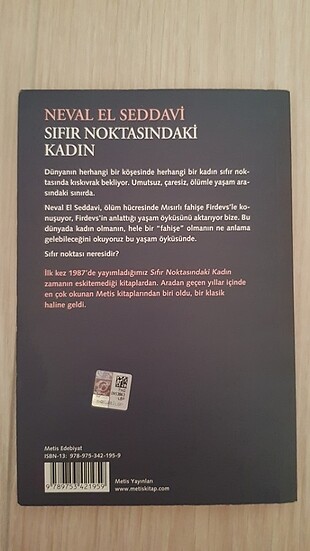 NEVAL EL SEDDAVİ
SIFIR NOKTASINDAKİ
KADIN
Dünyanın herhangi bir köşesinde herhangi bir kadın sıfır nok-
tasında kıskıvrak bekliyor. Umutsuz, çaresiz, ölümle yaşam ara-
sındaki sınırda.
Neval El Seddavi, ölüm hücresinde Mısırlı fahişe Firdevs'le ko-
nuşuyor, Firdevs'in anlattığı yaşam öyküsünü aktarıyor bize. Bu
dünyada kadın olmanın, hele bir "fahişe" olmanın ne anlama
gelebileceğini okuyoruz bu yaşam öyküsünde.
Sıfır noktası neresidir?
İlk kez 1987'de yayımladığımız Sıfır Noktasındaki Kadın
zamanın eskitemediği kitaplardan. Aradan geçen yıllar içinde
en çok okunan Metis kitaplarından biri oldu, bir klasik
haline geldi.
Metis Edebiyat
ISBN-13: 978-975-342-195-9
9 789753 421959
Metis Yayınları
www.metiskitap.com